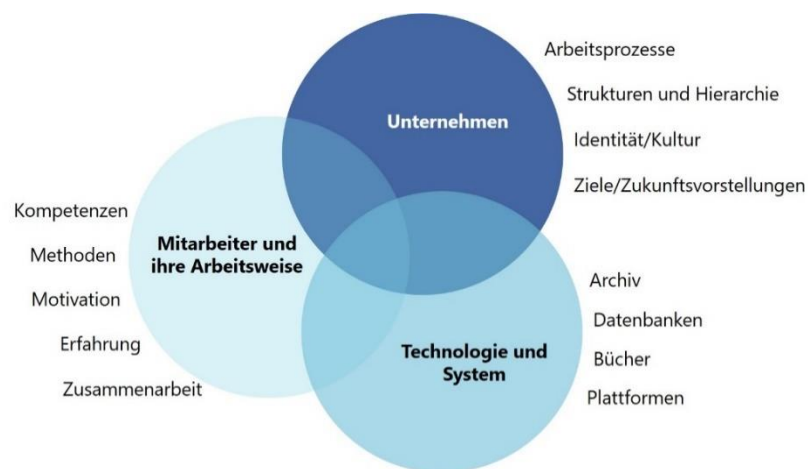 Arbeitsprozesse
Strukturen und Hierarchie
Unternehmen
Identität/Kultur
Ziele/Zukunftsvorstellungen
Kompetenzen
Methoden
Motivation
Erfahrung
Zusammenarbeit
Mitarbeiter und
ihre Arbeitsweise
Archiv
Datenbanken
Bücher
Plattformen
Technologie und
System